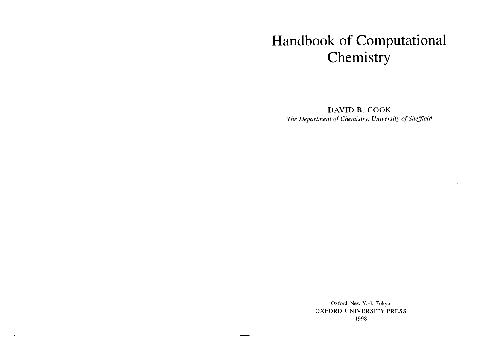 Handbook of Computational
Chemistry
DAVID B. COOK
The Department of Chemistry, University of Sheffield
Oxford New York Tokyo
OXFORD UNIVERSITY PRESS
1998